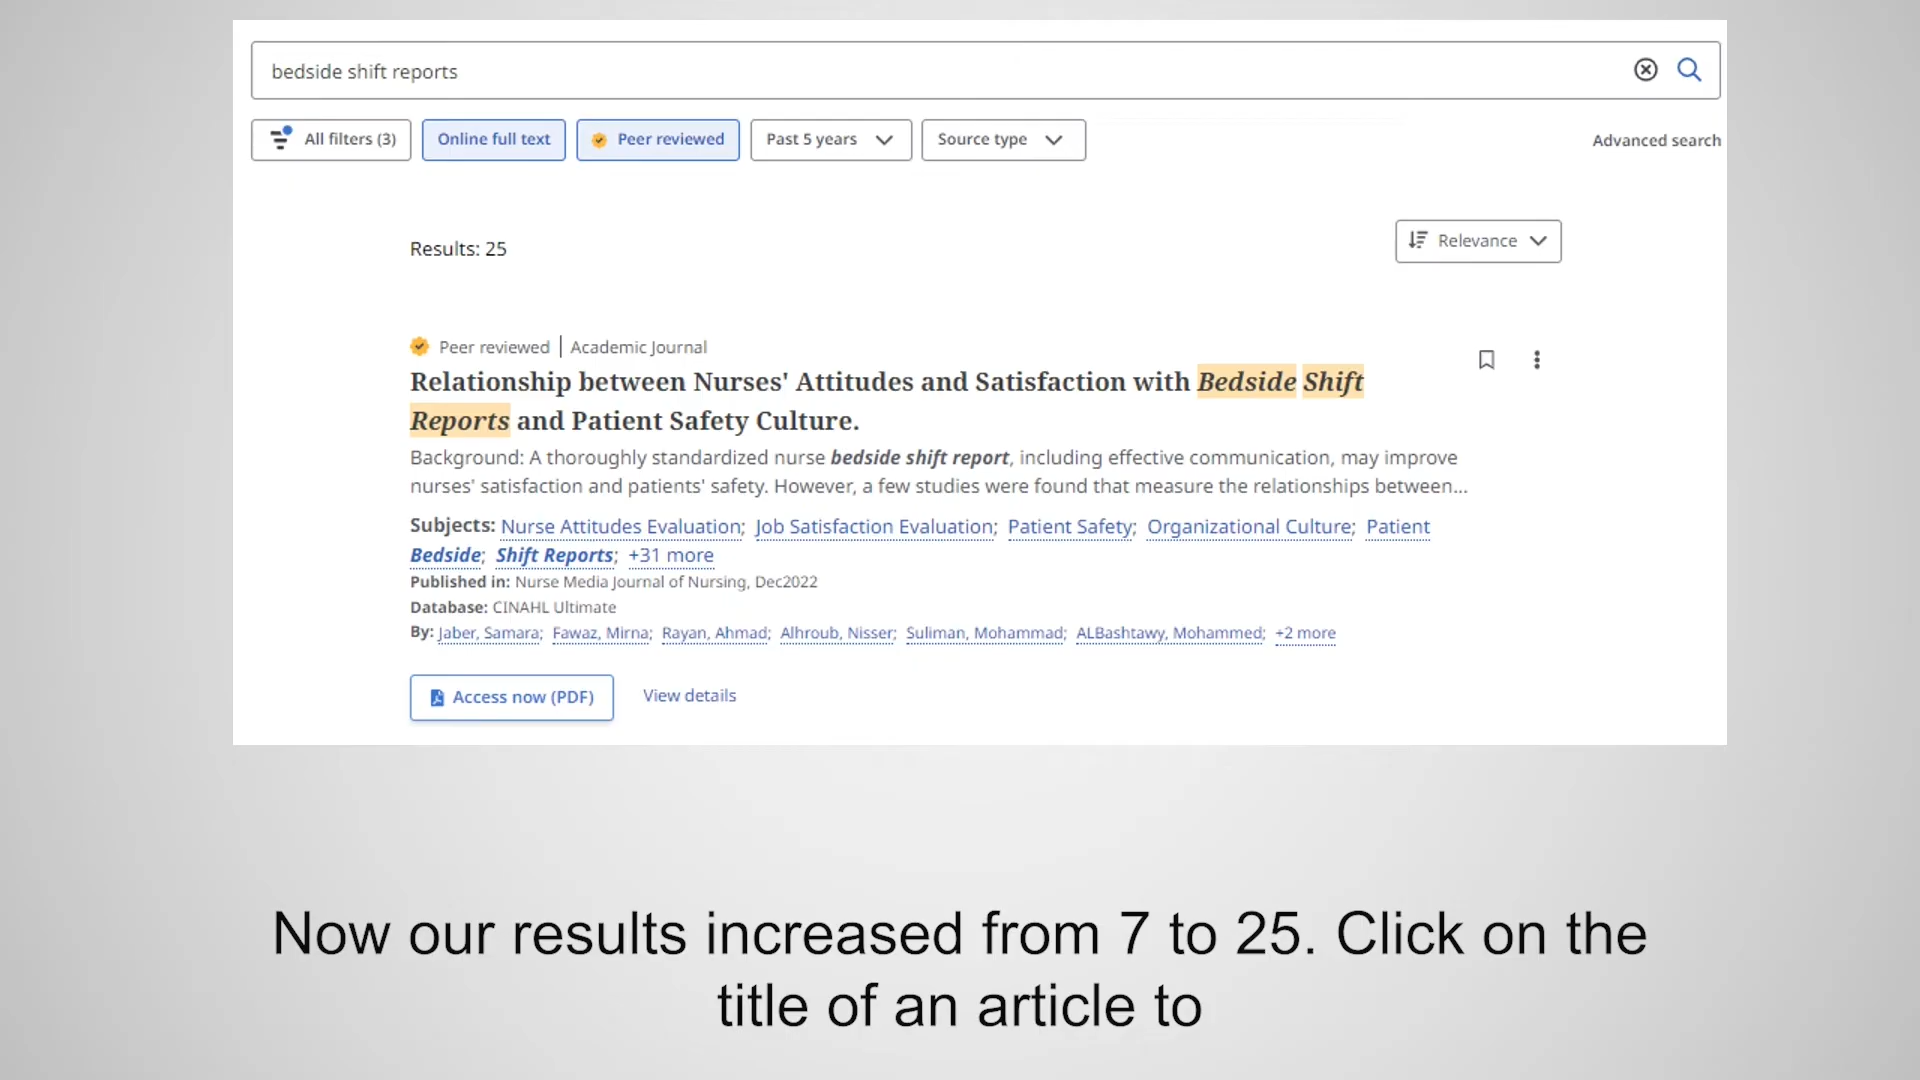 bedside shift reports
All filters (3) Online full text Peer reviewed Past 5 years Source type Advanced search
Results: 25 Relevance
Peer reviewed | Academic Journal
Relationship between Nurses' Attitudes and Satisfaction with Bedside Shift
Reports and Patient Safety Culture.
Background: A thoroughly standardized nurse bedside shift report, including effective communication, may improve
nurses' satisfaction and patients' safety. However, a few studies were found that measure the relationships between...
Subjects: Nurse Attitudes Evaluation; Job Satisfaction Evaluation; Patient Safety; Organizational Culture; Patient
Bedside; Shift Reports; +31 more
Published in: Nurse Media Journal of Nursing, Dec2022
Database: CINAHL Ultimate
By: Jaber, Samara; Fawaz, Mirna; Rayan, Ahmad; Alhroub, Nisser; Suliman, Mohammad; ALBashtawy, Mohammed; +2 more
Access now (PDF) View details
Now our results increased from 7 to 25. Click on the
title of an article to